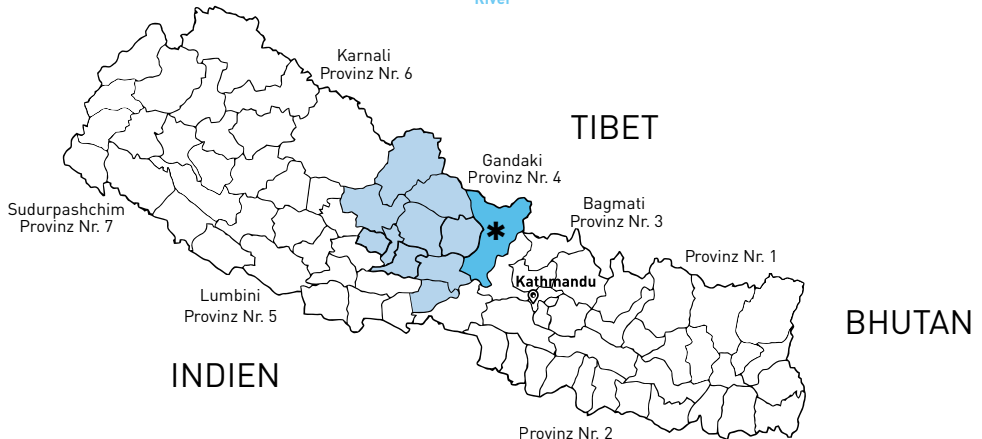 River
Karnali
Provinz Nr. 6
TIBET
Gandaki
Provinz Nr. 4
Sudurpashchim
Provinz Nr. 7
Bagmati
Provinz Nr. 3
Provinz Nr. 1
Kathmandu
Lumbini
Provinz Nr. 5
BHUTAN
INDIEN
Provinz Nr. 2